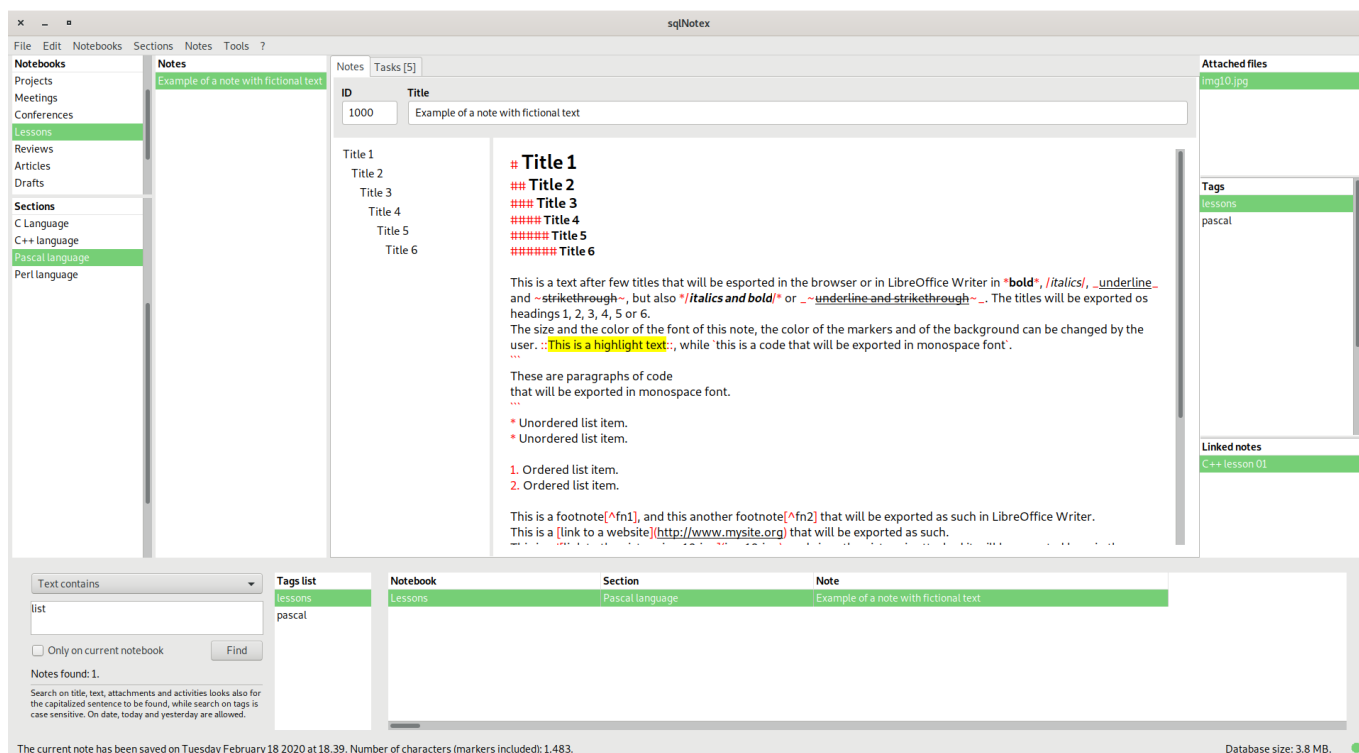 sqlNotex
File Edit Notebooks Sections Notes Tools ?
Notebooks
Projects
Meetings
Conferences
Lessons
Reviews
Articles
Drafts
Sections
C Language
C++ language
Pascal language
Perl language
Notes
Example of a note with fictional text
Notes Tasks [5]
ID Title
1000 Example of a note with fictional text
Title 1
Title 2
Title 3
Title 4
Title 5
Title 6
# Title 1
## Title 2
### Title 3
#### Title 4
##### Title 5
###### Title 6
This is a text after few titles that will be esported in the browser or in LibreOffice Writer in *bold*, /italics/, _underline_
and ~strikethrough~, but also */italics and bold/* or _~underline and strikethrough~_. The titles will be exported os
headings 1, 2, 3, 4, 5 or 6.
The size and the color of the font of this note, the color of the markers and of the background can be changed by the
user. ::This is a highlight text::, while `this is a code that will be exported in monospace font`.
```
These are paragraphs of code
that will be exported in monospace font.
```
* Unordered list item.
* Unordered list item.
1. Ordered list item.
2. Ordered list item.
This is a footnote[^fn1], and this another footnote[^fn2] that will be exported as such in LibreOffice Writer.
This is a [link to a website](http://www.mysite.org) that will be exported as such.
Attached files
img10.jpg
Tags
lessons
pascal
Linked notes
C++ lesson 01
Text contains
list
Only on current notebook Find
Notes found: 1.
Search on title, text, attachments and activities looks also for
the capitalized sentence to be found, while search on tags is
case sensitive. On date, today and yesterday are allowed.
Tags list
lessons
pascal
Notebook Section Note
Lessons Pascal language Example of a note with fictional text
The current note has been saved on Tuesday February 18 2020 at 18.39. Number of characters (markers included): 1.483.
Database size: 3.8 MB.